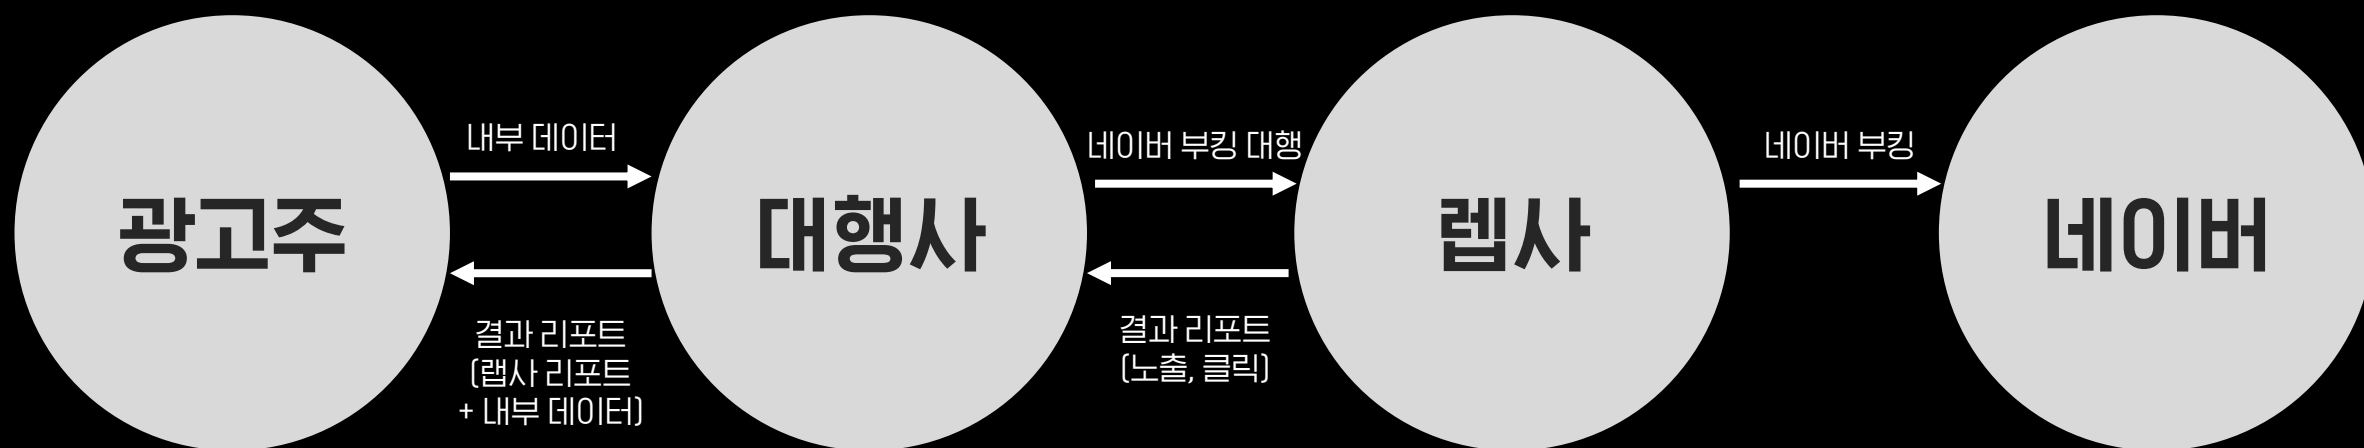 광고주
내부 데이터
결과 리포트
(랩사 리포트
+ 내부 데이터)
대행사
네이버 부킹 대행
결과 리포트
(노출, 클릭)
렙사
네이버 부킹
네이버